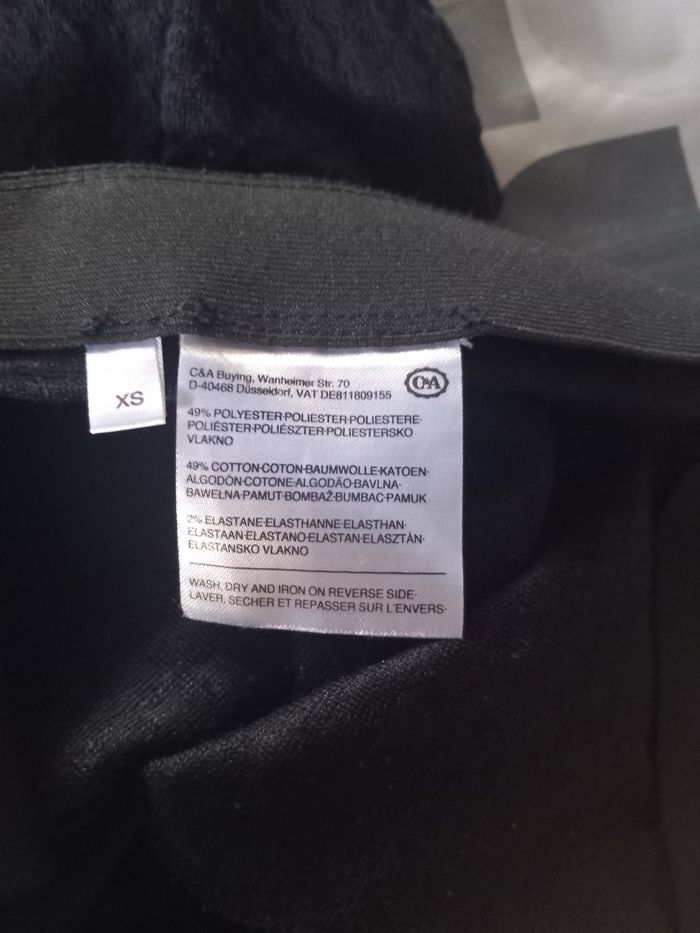 XS
C&A Buying, Wanheimer Str. 70
D-40468 Düsseldorf, VAT DE811809155
C&A
49% POLYESTER·POLIESTER·POLIESTERE·
POLIÉSTER·POLIÉSZTER·POLIESTERSKO
VLAKNO
49% COTTON·COTON·BAUMWOLLE·KATOEN·
ALGODÓN·COTONE·ALGODÃO·BAVLNA·
BAWEŁNA·PAMUT·BOMBAŽ·BUMBAC·PAMUK
2% ELASTANE·ELASTHANNE·ELASTHAN·
ELASTAAN·ELASTANO·ELASTAN·ELASZTÁN·
ELASTANSKO VLAKNO
WASH, DRY AND IRON ON REVERSE SIDE·
LAVER, SECHER ET REPASSER SUR L'ENVERS·